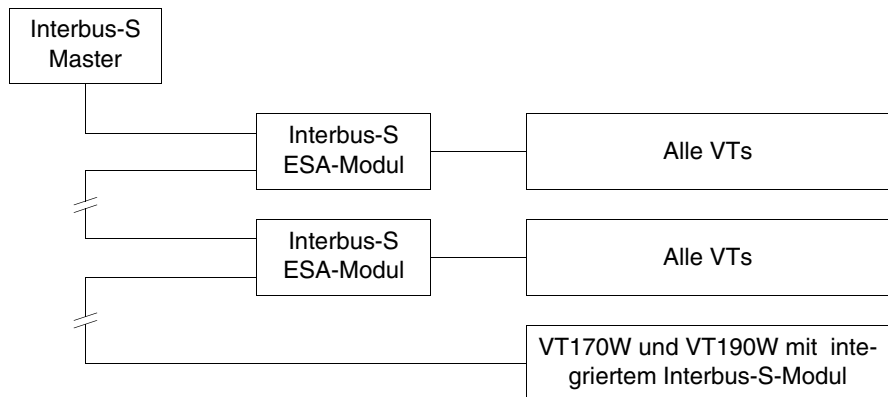 Interbus-S
Master
Interbus-S
ESA-Modul
Alle VTs
Interbus-S
ESA-Modul
Alle VTs
VT170W und VT190W mit inte-
griertem Interbus-S-Modul